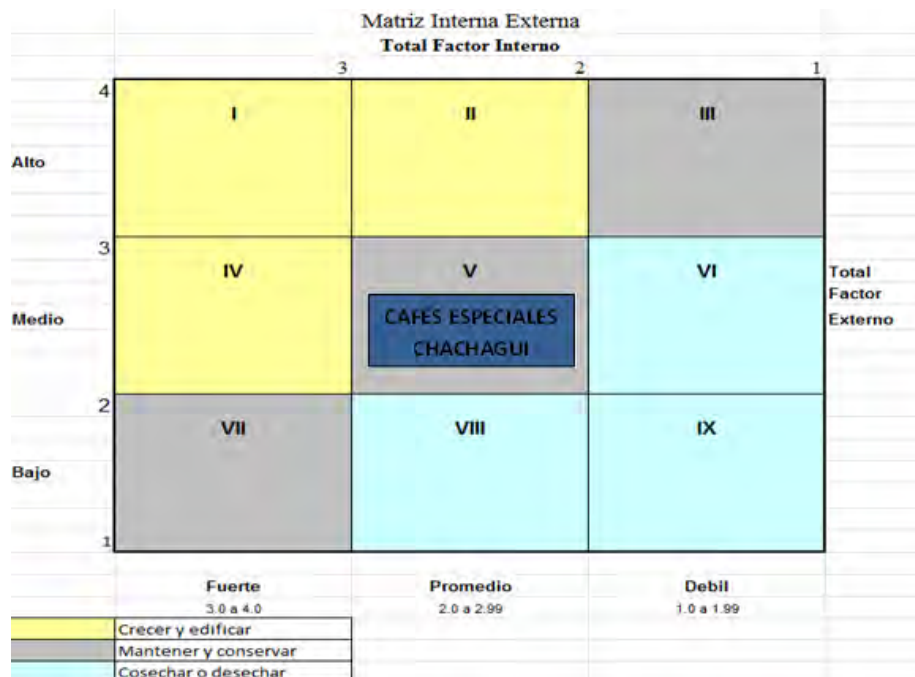 Matriz Interna Externa
Total Factor Interno
3 2 1
4
I II III
Alto
3
IV V VI
Total
Factor
Externo
Medio
CAFES ESPECIALES
CHACHAGUI
2
VII VIII IX
Bajo
1
Fuerte Promedio Debil
3.0 a 4.0 2.0 a 2.99 1.0 a 1.99
Crecer y edificar
Mantener y conservar
Cosechar o desechar